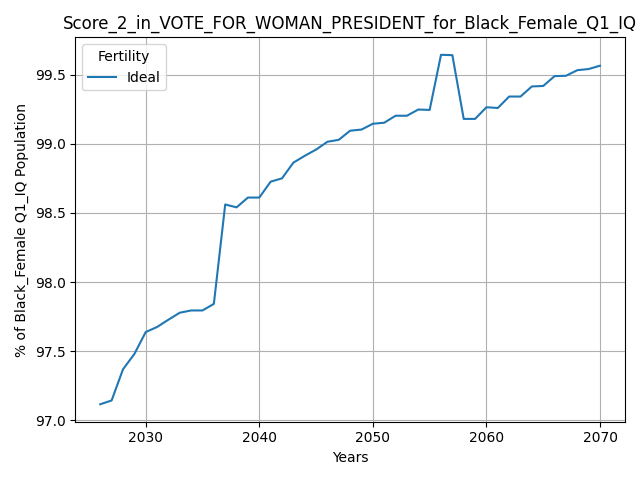 Score_2_in_VOTE_FOR_WOMAN_PRESIDENT_for_Black_Female_Q1_IQ
Fertility
Ideal
99.5
99.0
98.5
98.0
97.5
97.0
% of Black_Female Q1_IQ Population
2030 2040 2050 2060 2070
Years